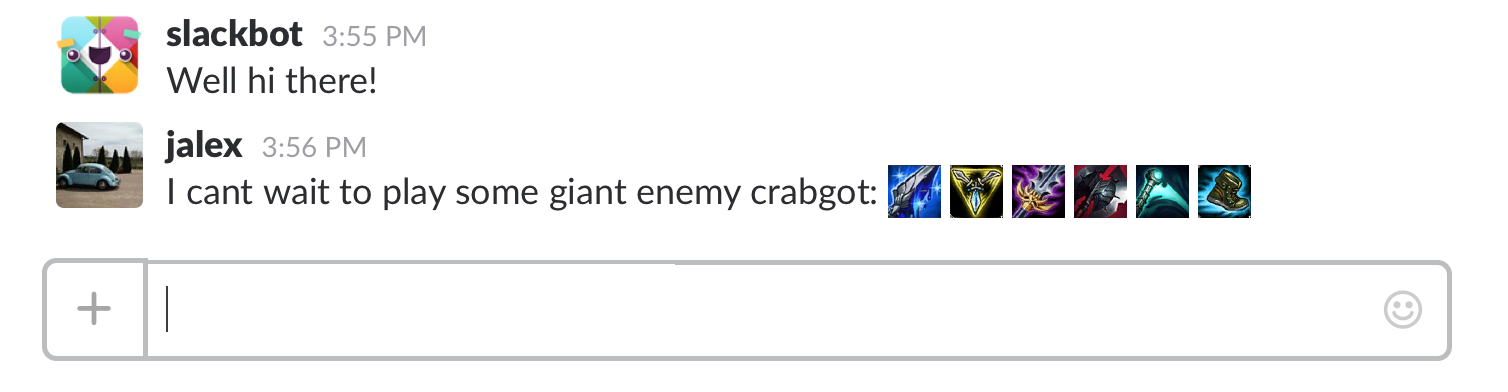 slackbot 3:55 PM
Well hi there!
jalex 3:56 PM
I cant wait to play some giant enemy crabgot: